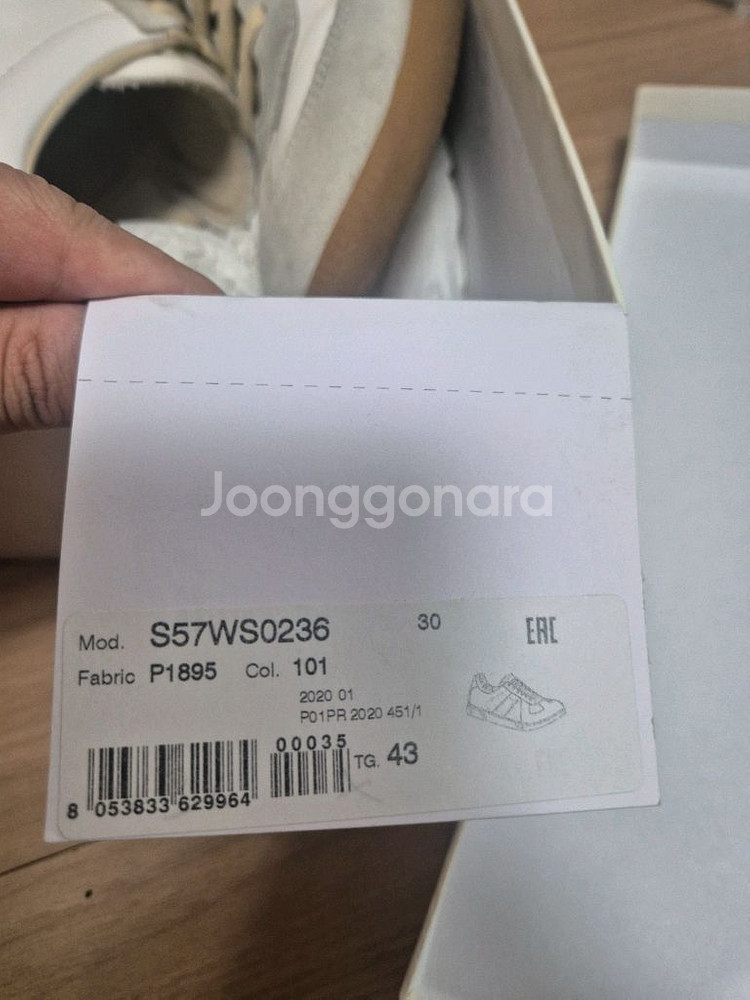 Joonggonara
Mod. S57WS0236 30 EAC
Fabric P1895 Col. 101
2020 01
P01PR 2020 451/1
00035
TG. 43
8 053833 629964